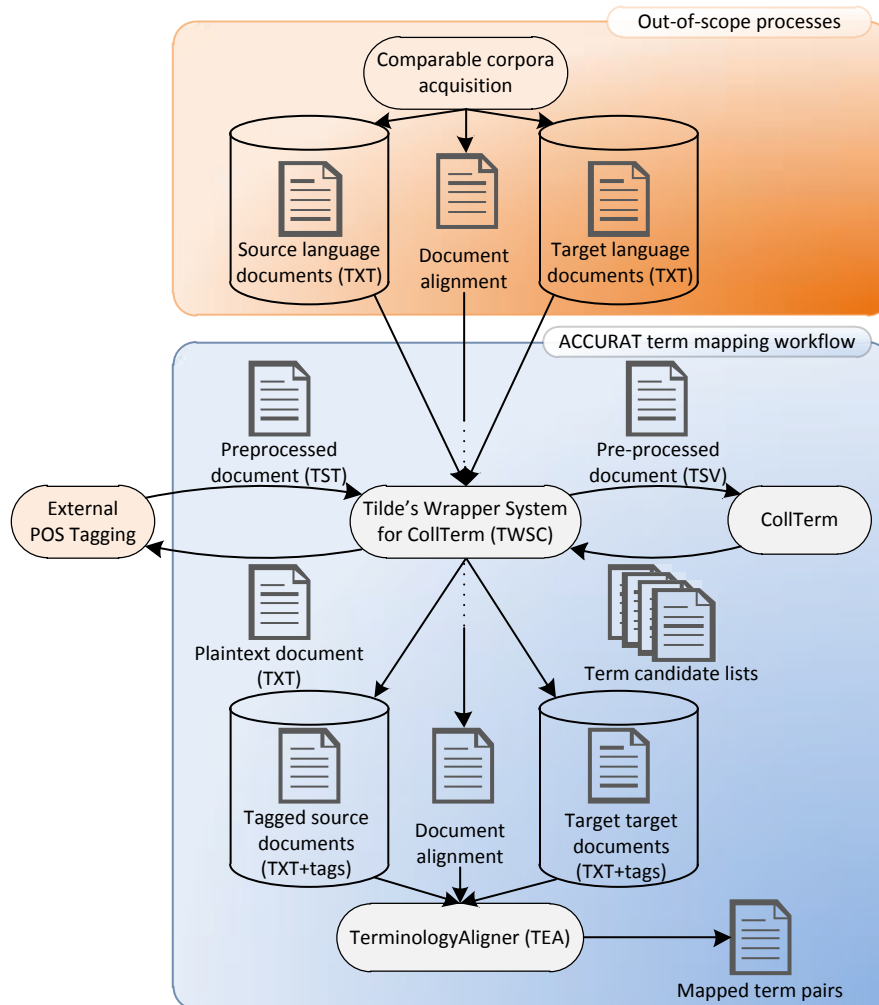 Out-of-scope processes
Comparable corpora
acquisition
Source language
documents (TXT)
Document
alignment
Target language
documents (TXT)
ACCURAT term mapping workflow
Preprocessed
document (TST)
Pre-processed
document (TSV)
External
POS Tagging
Tilde's Wrapper System
for CollTerm (TWSC)
CollTerm
Plaintext document
(TXT)
Term candidate lists
Tagged source
documents
(TXT+tags)
Document
alignment
Target target
documents
(TXT+tags)
TerminologyAligner (TEA)
Mapped term pairs